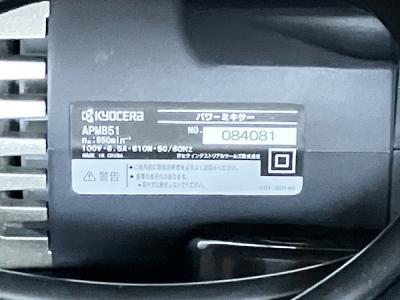 KYOCERA パワーミキサー
APM851 NO. 084081
n₀:850min⁻¹
100V・6.5A・610W・50/60Hz
MADE IN CHINA 京セラインダストリアルツールズ株式会社
⚠警告